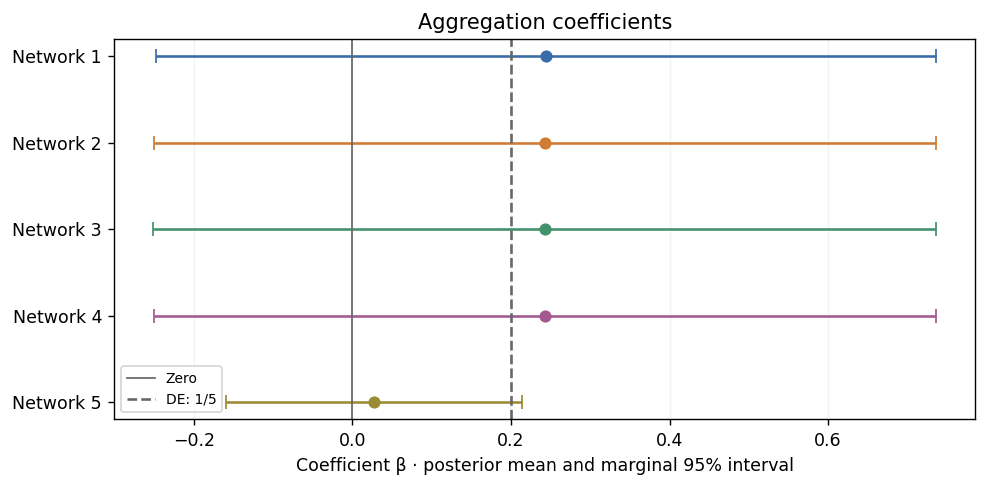 Aggregation coefficients
Network 1
Network 2
Network 3
Network 4
Network 5
Zero
DE: 1/5
−0.2 0.0 0.2 0.4 0.6
Coefficient β · posterior mean and marginal 95% interval